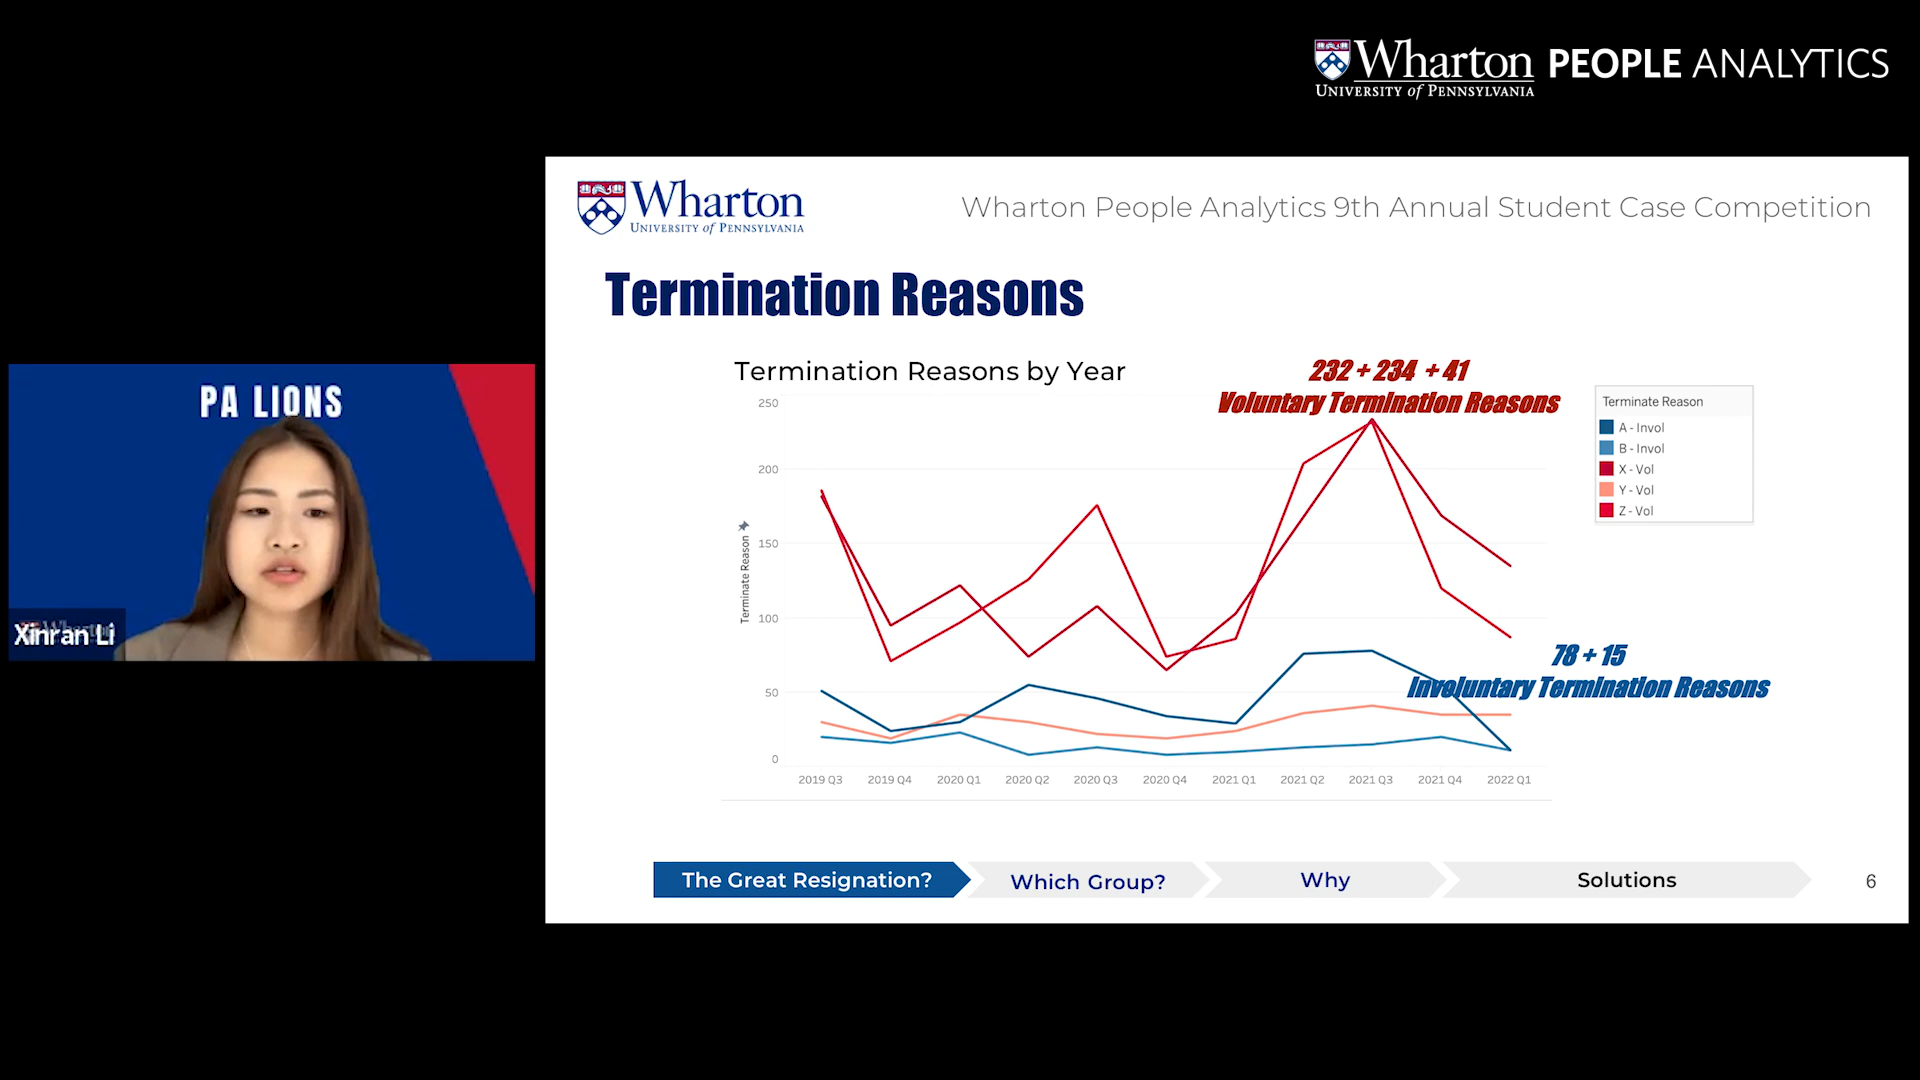 Wharton PEOPLE ANALYTICS
UNIVERSITY of PENNSYLVANIA
Wharton
UNIVERSITY of PENNSYLVANIA
Wharton People Analytics 9th Annual Student Case Competition
Termination Reasons
Termination Reasons by Year
232 + 234 + 41
Voluntary Termination Reasons
Terminate Reason
A - Invol
B - Invol
X - Vol
Y - Vol
Z - Vol
250
200
150
100
50
0
Terminate Reason
78 + 15
Involuntary Termination Reasons
2019 Q3 2019 Q4 2020 Q1 2020 Q2 2020 Q3 2020 Q4 2021 Q1 2021 Q2 2021 Q3 2021 Q4 2022 Q1
The Great Resignation? Which Group? Why Solutions 6
PA LIONS
Xinran Li